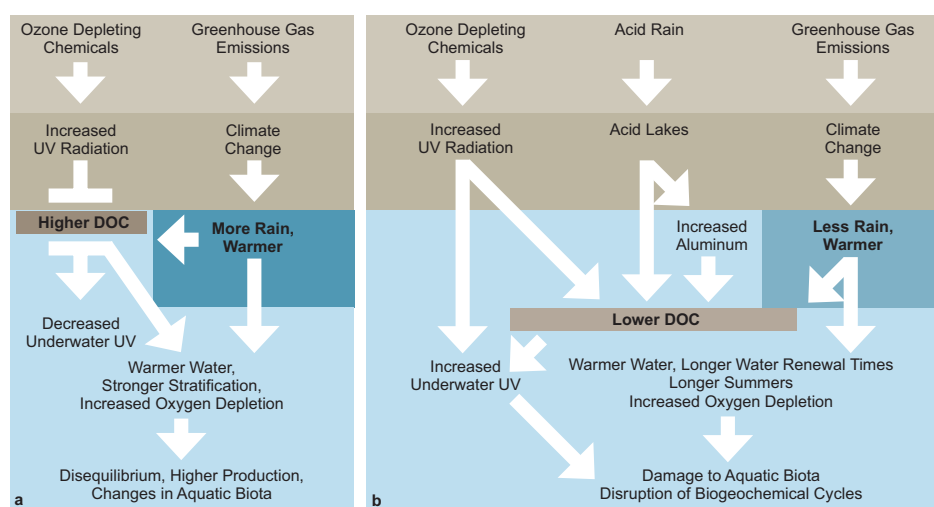 Ozone Depleting
Chemicals
Greenhouse Gas
Emissions
Increased
UV Radiation
Climate
Change
Higher DOC
More Rain,
Warmer
Decreased
Underwater UV
Warmer Water,
Stronger Stratification,
Increased Oxygen Depletion
Disequilibrium, Higher Production,
Changes in Aquatic Biota
a
Ozone Depleting
Chemicals
Acid Rain
Greenhouse Gas
Emissions
Increased
UV Radiation
Acid Lakes
Climate
Change
Increased
Aluminum
Less Rain,
Warmer
Lower DOC
Increased
Underwater UV
Warmer Water, Longer Water Renewal Times
Longer Summers
Increased Oxygen Depletion
Damage to Aquatic Biota
Disruption of Biogeochemical Cycles
b